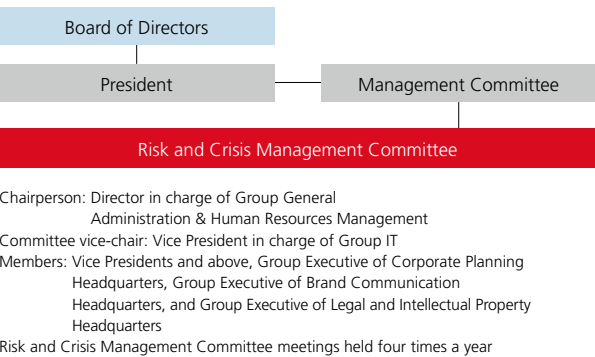 Board of Directors
President
Management Committee
Risk and Crisis Management Committee
Chairperson: Director in charge of Group General
Administration & Human Resources Management
Committee vice-chair: Vice President in charge of Group IT
Members: Vice Presidents and above, Group Executive of Corporate Planning
Headquarters, Group Executive of Brand Communication
Headquarters, and Group Executive of Legal and Intellectual Property
Headquarters
Risk and Crisis Management Committee meetings held four times a year